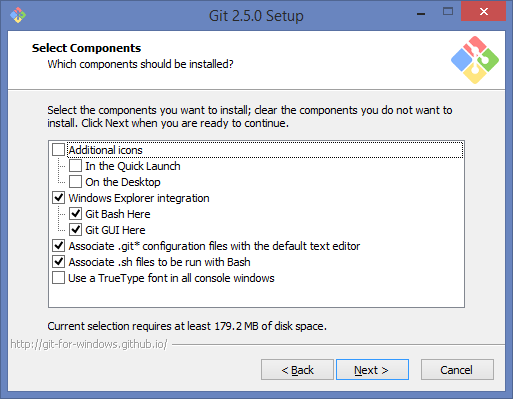 Git 2.5.0 Setup
Select Components
Which components should be installed?
Select the components you want to install; clear the components you do not want to
install. Click Next when you are ready to continue.
Additional icons
In the Quick Launch
On the Desktop
Windows Explorer integration
Git Bash Here
Git GUI Here
Associate .git* configuration files with the default text editor
Associate .sh files to be run with Bash
Use a TrueType font in all console windows
Current selection requires at least 179.2 MB of disk space.
http://git-for-windows.github.io/
< Back Next > Cancel